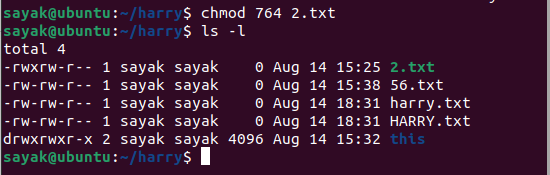 sayak@ubuntu:~/harry$ chmod 764 2.txt
sayak@ubuntu:~/harry$ ls -l
total 4
-rwxrw-r-- 1 sayak sayak    0 Aug 14 15:25 2.txt
-rw-rw-r-- 1 sayak sayak    0 Aug 14 15:38 56.txt
-rw-rw-r-- 1 sayak sayak    0 Aug 14 18:31 harry.txt
-rw-rw-r-- 1 sayak sayak    0 Aug 14 18:31 HARRY.txt
drwxrwxr-x 2 sayak sayak 4096 Aug 14 15:32 this
sayak@ubuntu:~/harry$